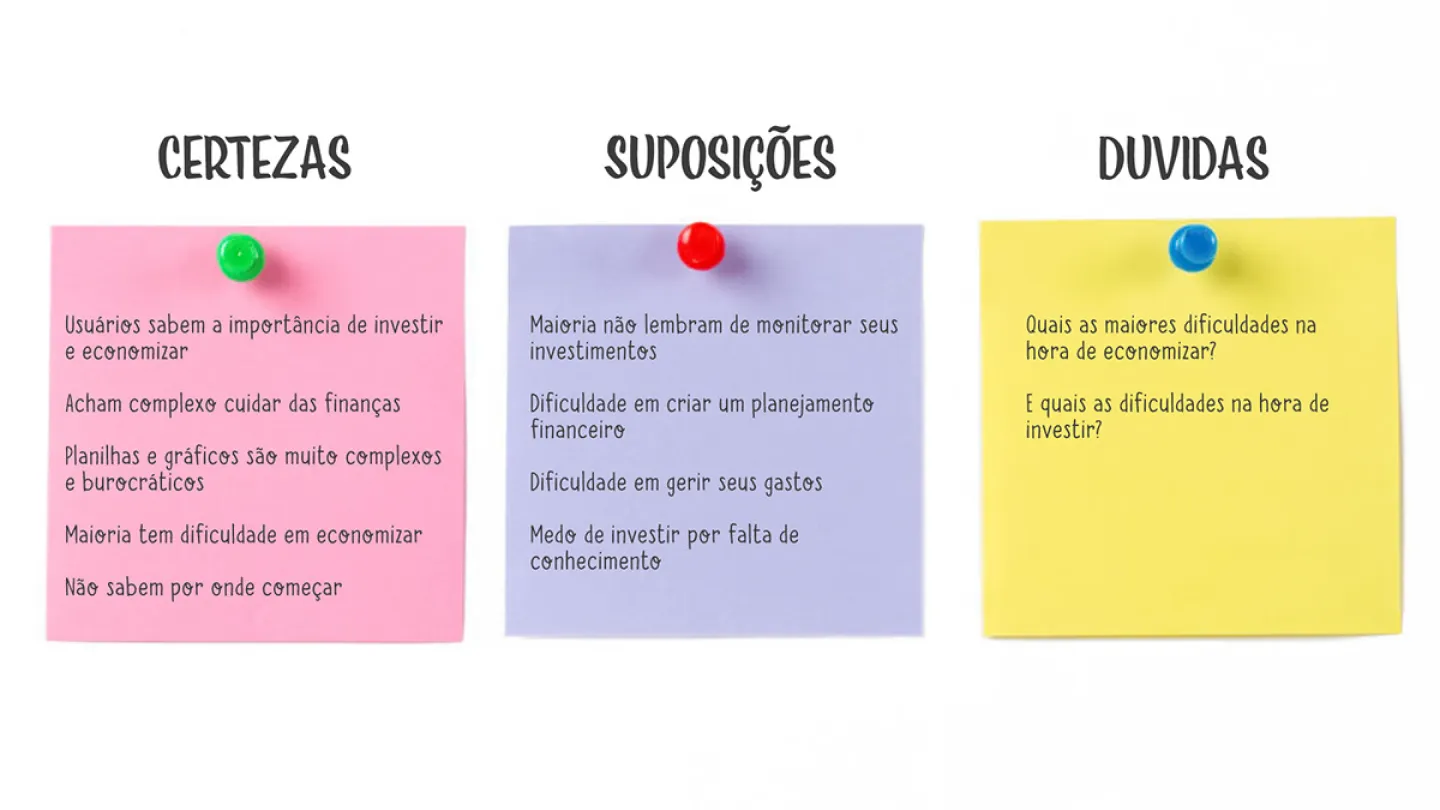 CERTEZAS
Usuários sabem a importância de investir
e economizar
Acham complexo cuidar das finanças
Planilhas e gráficos são muito complexos
e burocráticos
Maioria tem dificuldade em economizar
Não sabem por onde começar
SUPOSIÇÕES
Maioria não lembram de monitorar seus
investimentos
Dificuldade em criar um planejamento
financeiro
Dificuldade em gerir seus gastos
Medo de investir por falta de
conhecimento
DUVIDAS
Quais as maiores dificuldades na
hora de economizar?
E quais as dificuldades na hora de
investir?